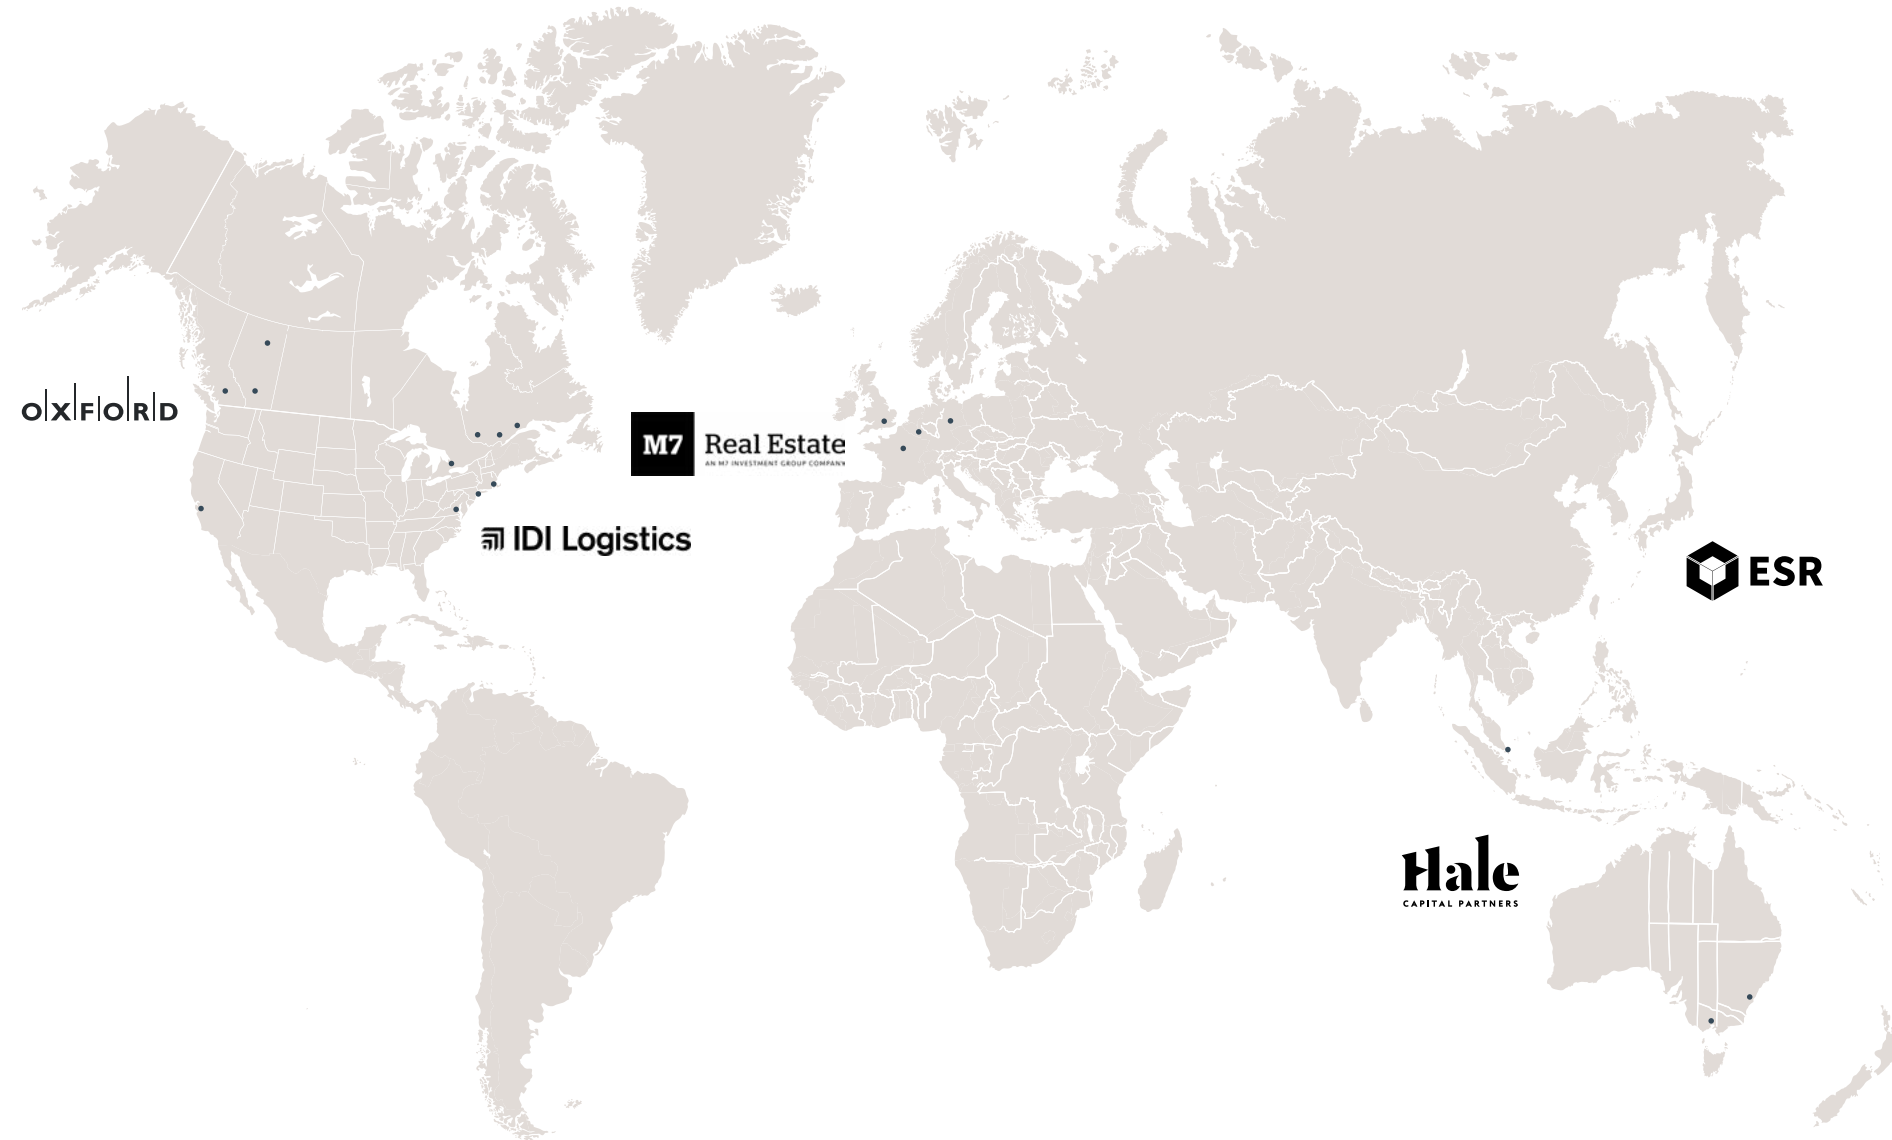 OXFORD
M7 Real Estate
AN M7 INVESTMENT GROUP COMPANY
IDI Logistics
ESR
Hale
CAPITAL PARTNERS